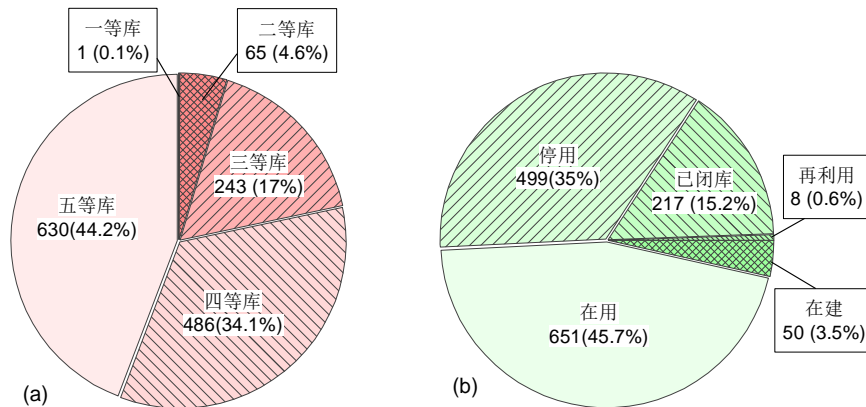 一等库
1 (0.1%)
二等库
65 (4.6%)
三等库
243 (17%)
五等库
630(44.2%)
四等库
486(34.1%)
(a)
停用
499(35%)
已闭库
217 (15.2%)
再利用
8 (0.6%)
在用
651(45.7%)
在建
50 (3.5%)
(b)